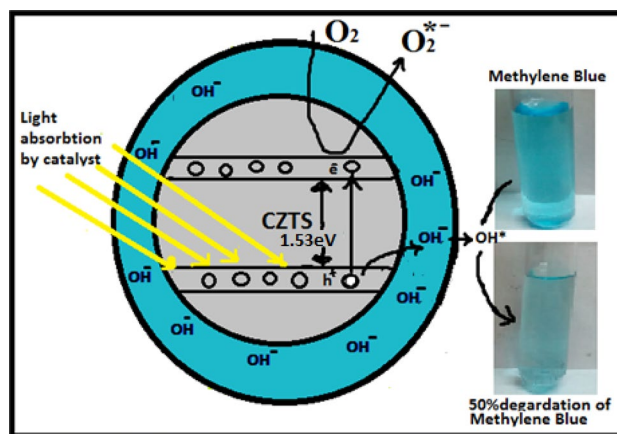 O₂ O₂*⁻
Methylene Blue
Light
absorbtion
by catalyst
OH⁻
OH⁻
OH⁻
OH⁻
OH⁻
OH⁻
OH⁻
OH⁻
OH⁻
OH⁻
ē
CZTS
1.53eV
h⁺
OH*
50%degardation of
Methylene Blue